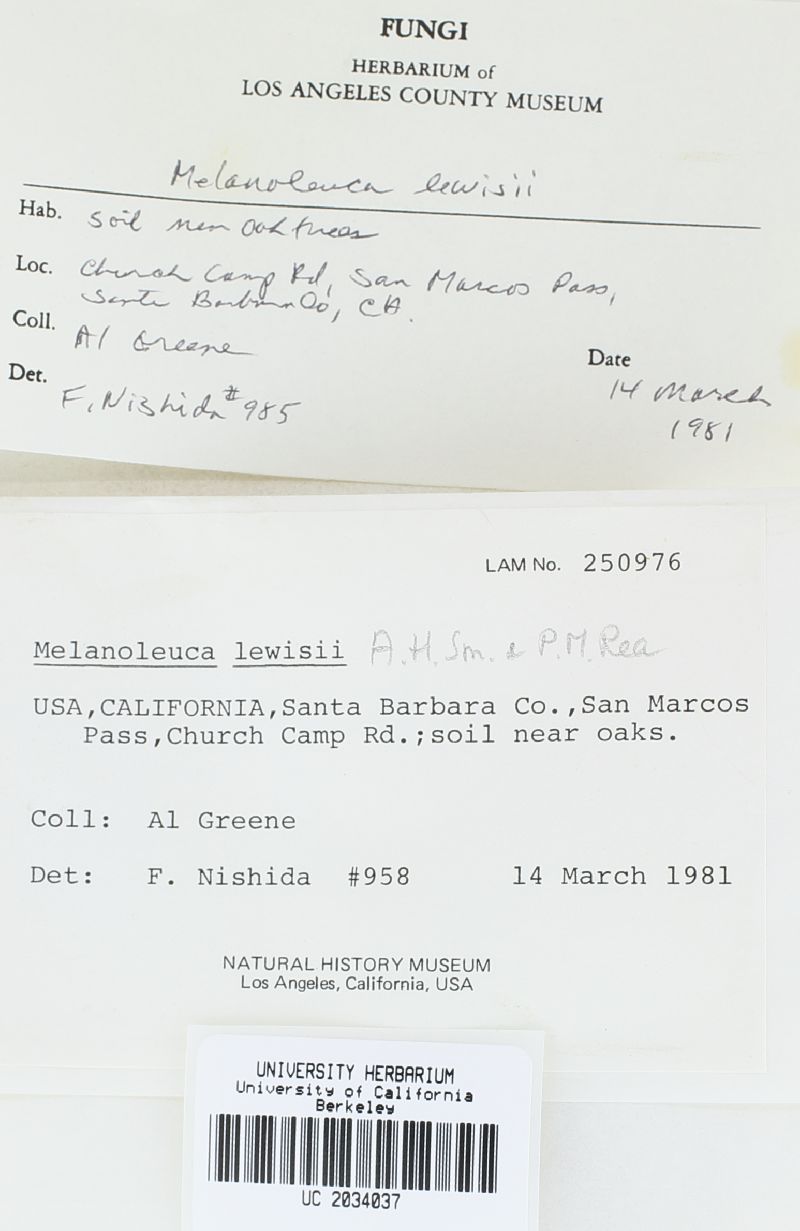 FUNGI
HERBARIUM of
LOS ANGELES COUNTY MUSEUM
Melanoleuca lewisii
Hab. soil near Oak trees
Loc. Church Camp Rd, San Marcos Pass,
Santa Barbara Co, CA.
Coll. Al Greene
Date
Det. F. Nishida #985
14 March
1981
LAM No. 250976
Melanoleuca lewisii A.H. Sm. & P.M. Rea
USA,CALIFORNIA,Santa Barbara Co.,San Marcos
Pass,Church Camp Rd.;soil near oaks.
Coll: Al Greene
Det: F. Nishida #958 14 March 1981
NATURAL HISTORY MUSEUM
Los Angeles, California, USA
UNIVERSITY HERBARIUM
University of California
Berkeley
UC 2034037